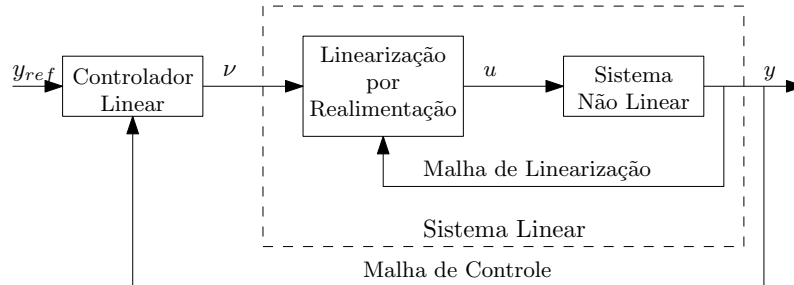 y_ref
Controlador
Linear
ν
Linearização
por
Realimentação
u
Sistema
Não Linear
y
Malha de Linearização
Sistema Linear
Malha de Controle